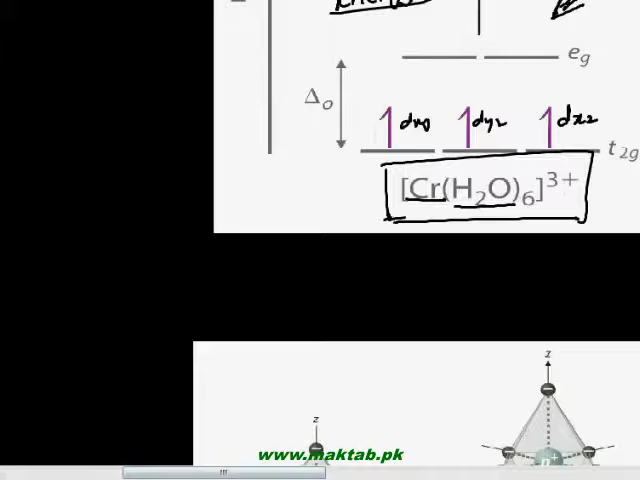 e_g
Δ_o
dxy dyz dxz
t_2g
[Cr(H₂O)₆]³⁺
z
z
www.maktab.pk